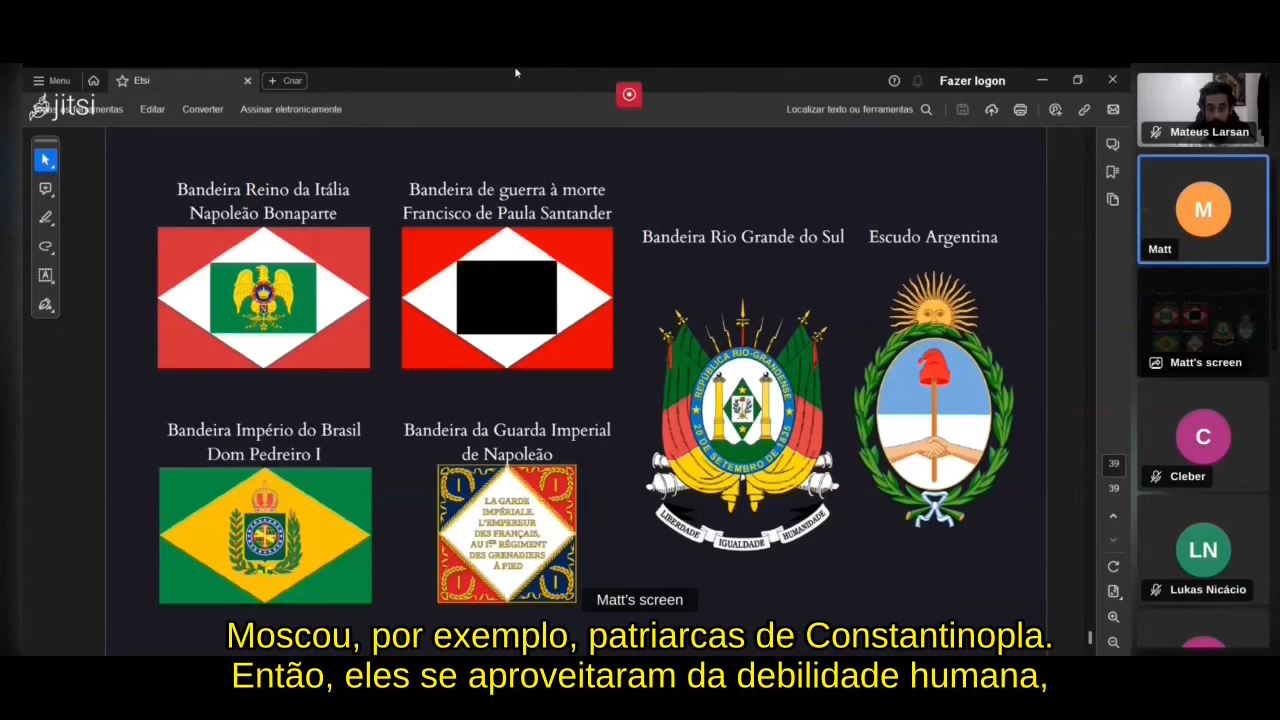 Menu
Etsi
Criar
Fazer logon
jitsi
Editar
Converter
Assinar eletronicamente
Localizar texto ou ferramentas
Mateus Larsan
M
Matt
Matt's screen
C
Cleber
LN
Lukas Nicácio
Bandeira Reino da Itália
Napoleão Bonaparte
Bandeira de guerra à morte
Francisco de Paula Santander
Bandeira Rio Grande do Sul
Escudo Argentina
N
REPÚBLICA RIO-GRANDENSE
20 DE SETEMBRO DE 1835
LIBERDADE
IGUALDADE
HUMANIDADE
Bandeira Império do Brasil
Dom Pedreiro I
Bandeira da Guarda Imperial
de Napoleão
LA GARDE
IMPÉRIALE.
L'EMPEREUR
DES FRANÇAIS,
AU 1ER RÉGIMENT
DES GRENADIERS
À PIED
39
39
Matt's screen
Moscou, por exemplo, patriarcas de Constantinopla.
Então, eles se aproveitaram da debilidade humana,